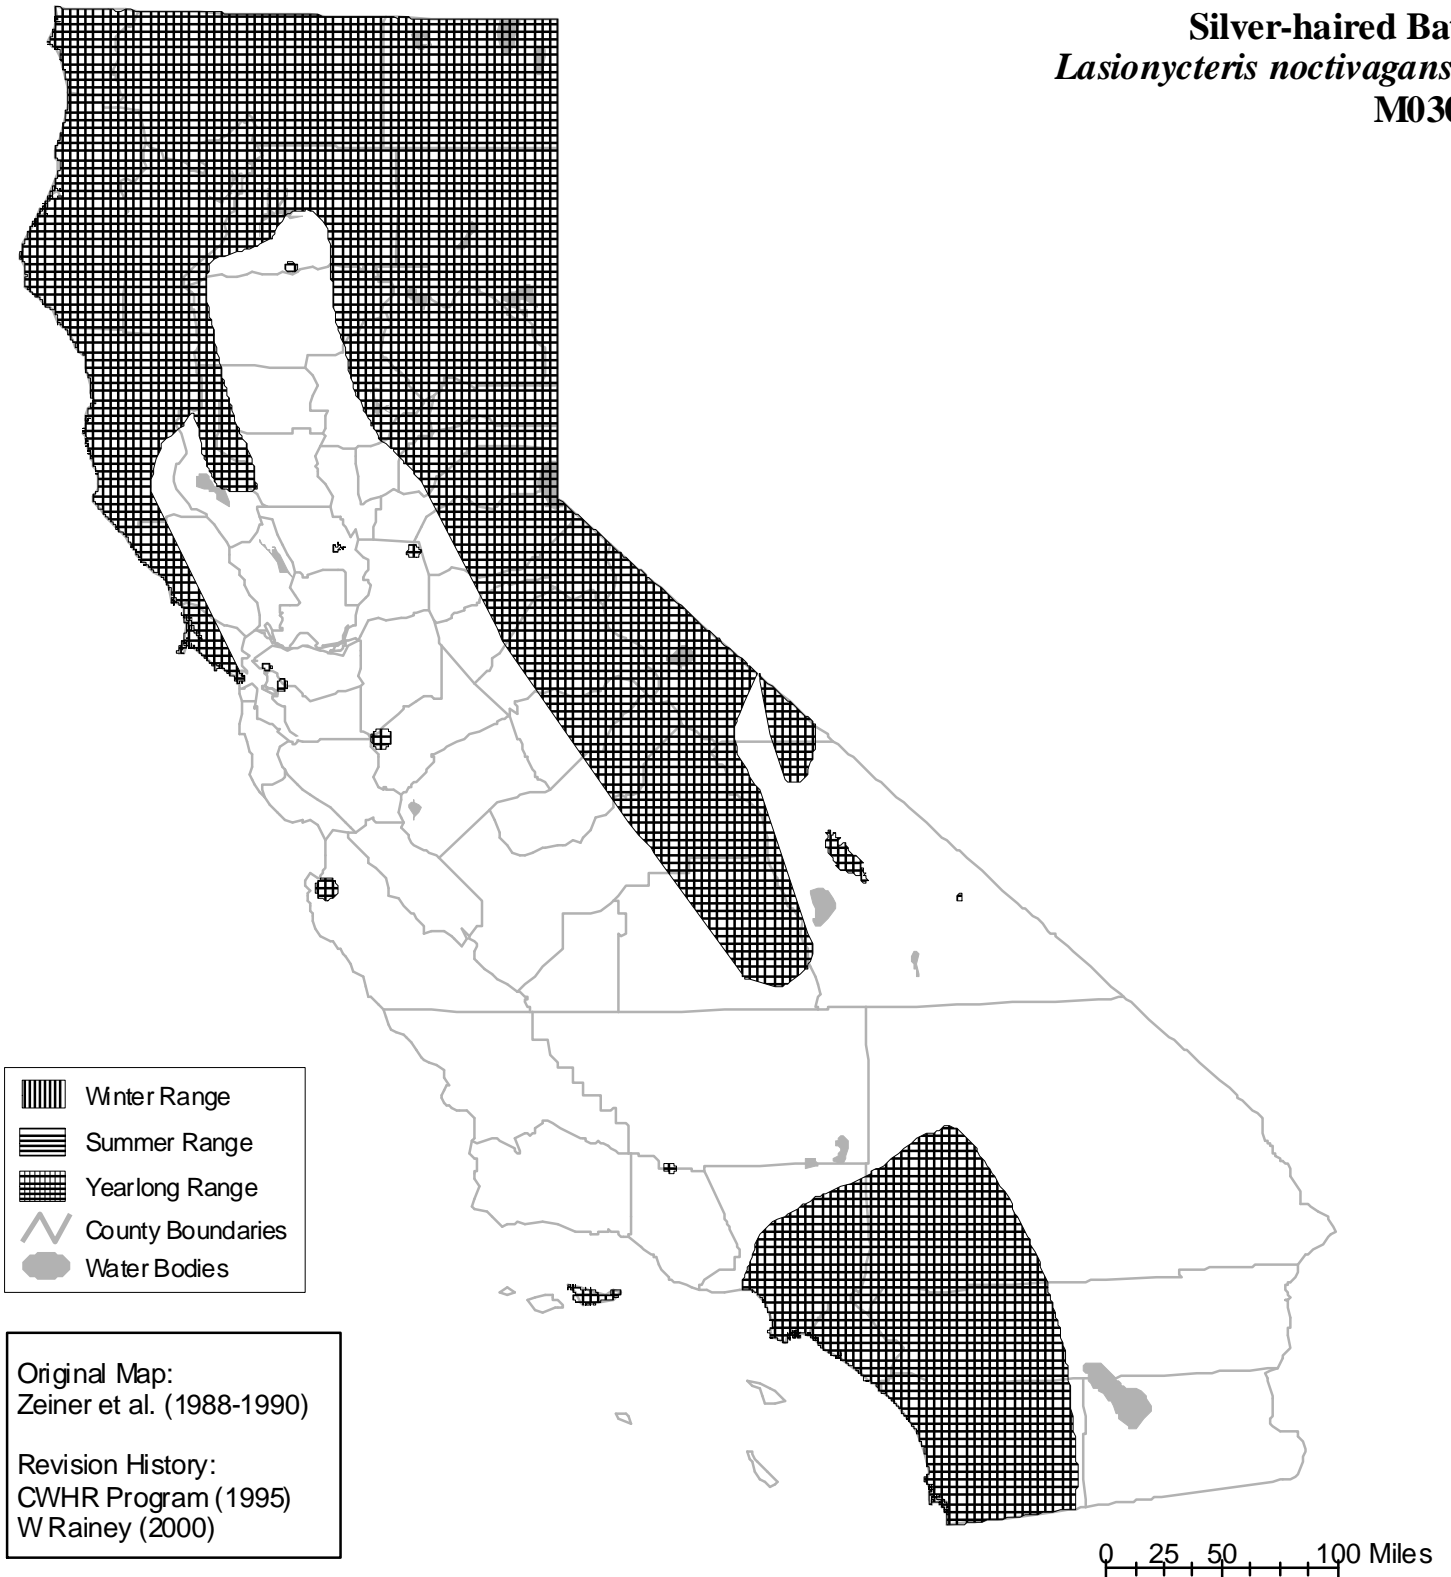 Silver-haired Bat
Lasionycteris noctivagans
M030
Winter Range
Summer Range
Yearlong Range
County Boundaries
Water Bodies
Original Map:
Zeiner et al. (1988-1990)
Revision History:
CWHR Program (1995)
W Rainey (2000)
0 25 50 100 Miles